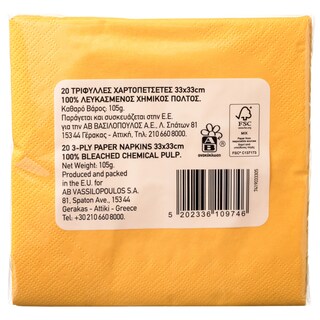 20 ΤΡΙΦΥΛΛΕΣ ΧΑΡΤΟΠΕΤΣΕΤΕΣ 33x33cm
100% ΛΕΥΚΑΣΜΕΝΟΣ ΧΗΜΙΚΟΣ ΠΟΛΤΟΣ.
Καθαρό Βάρος. 105g.
Παράγεται και συσκευάζεται στην Ε.Ε.
για την ΑΒ ΒΑΣΙΛΟΠΟΥΛΟΣ Α.Ε., Λ. Σπάτων 81
153 44 / Γέρακας - Αττική, Τηλ. 210 660 8000.
20 3-PLY PAPER NAPKINS 33x33cm
100% BLEACHED CHEMICAL PULP.
Net Weight. 105g.
Produced and packed
in the E.U. for
AB VASSILOPOULOS S.A.
81, Spaton Ave., 153 44
Gerakas - Attiki - Greece
Tel. +30 210 660 8000.
AB
FSC
MIX
FSC® C137173
5 202336 109746